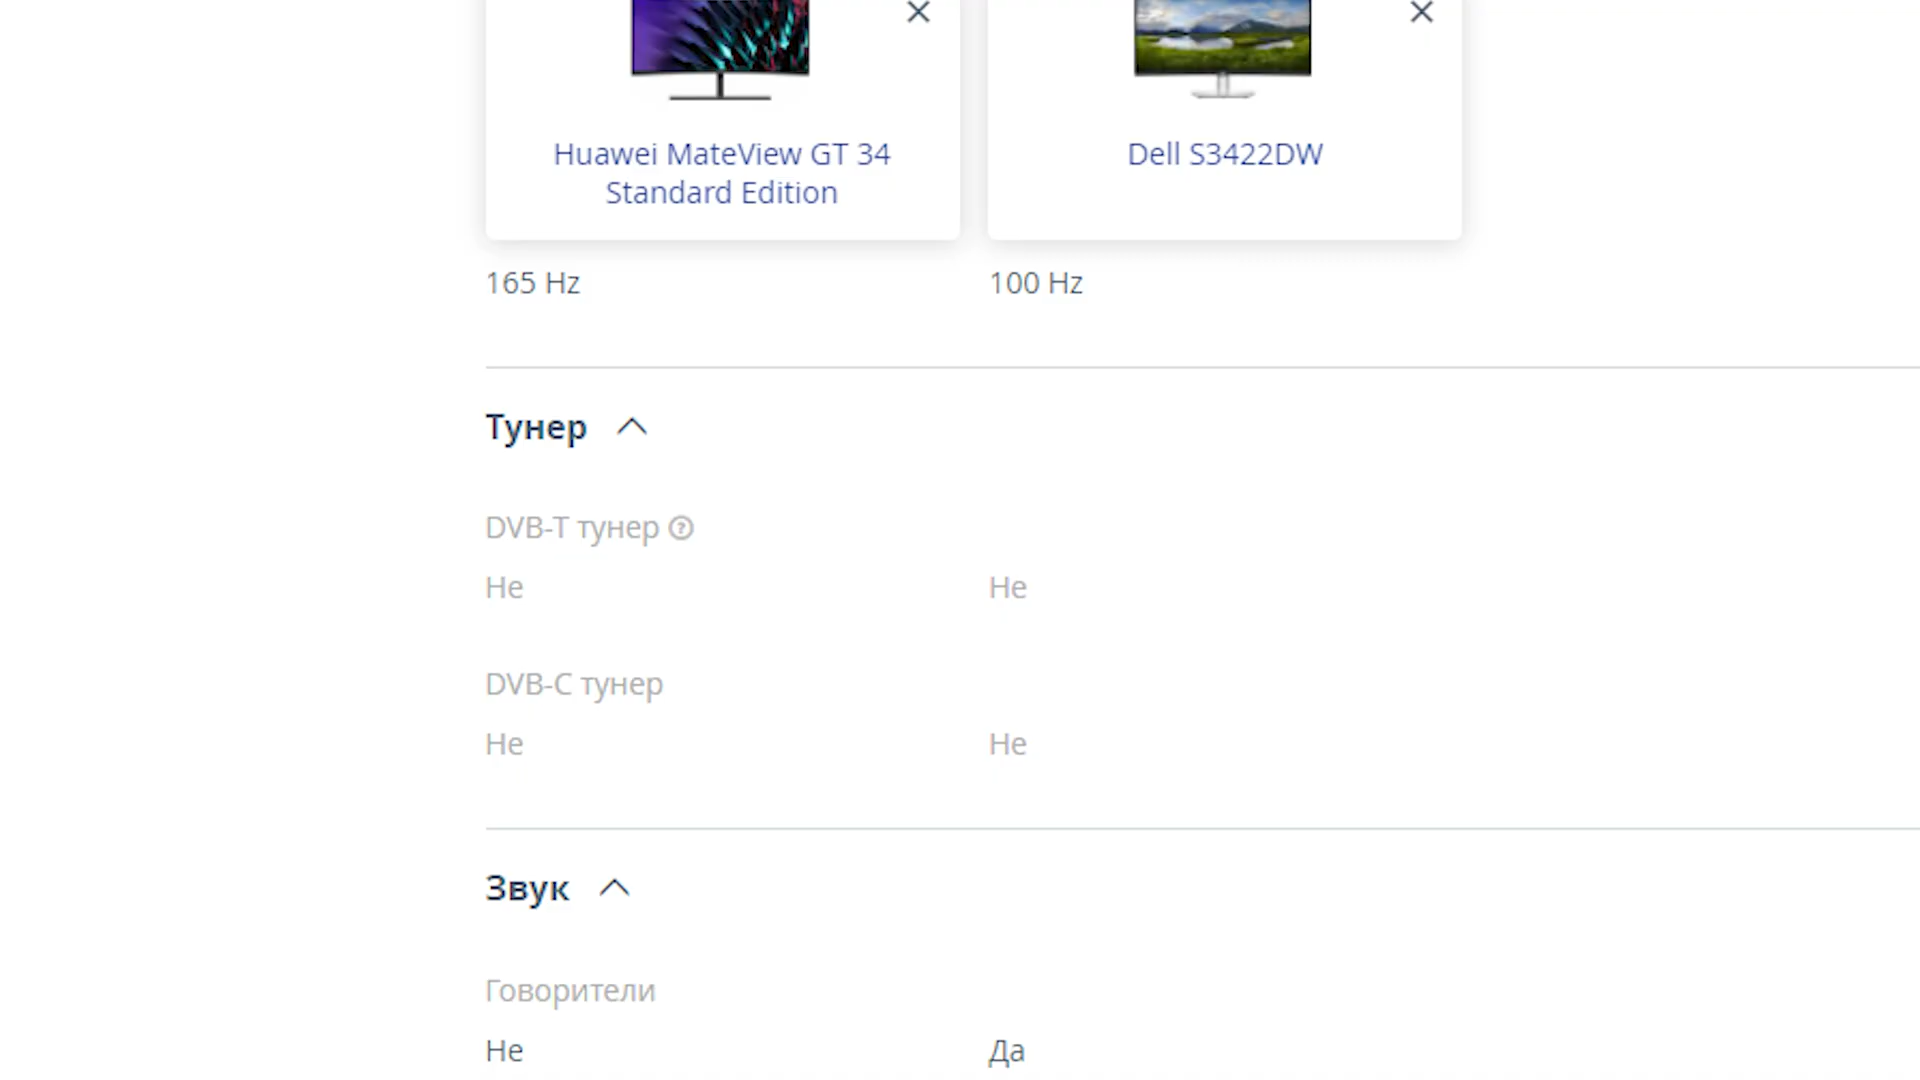 Huawei MateView GT 34
Standard Edition
Dell S3422DW
165 Hz
100 Hz
Тунер
DVB-T тунер
Не
Не
DVB-C тунер
Не
Не
Звук
Говорители
Не
Да